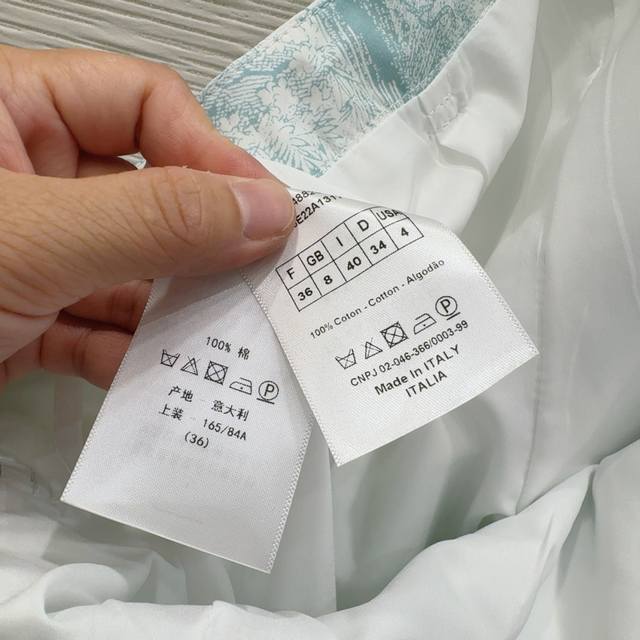 100% 棉
产地 - 意大利
上装 - 165/84A
(36)
F GB I D USA
36 8 40 34 4
100% Coton - Cotton - Algodão
CNPJ 02-046-366/0003-99
Made in ITALY
ITALIA